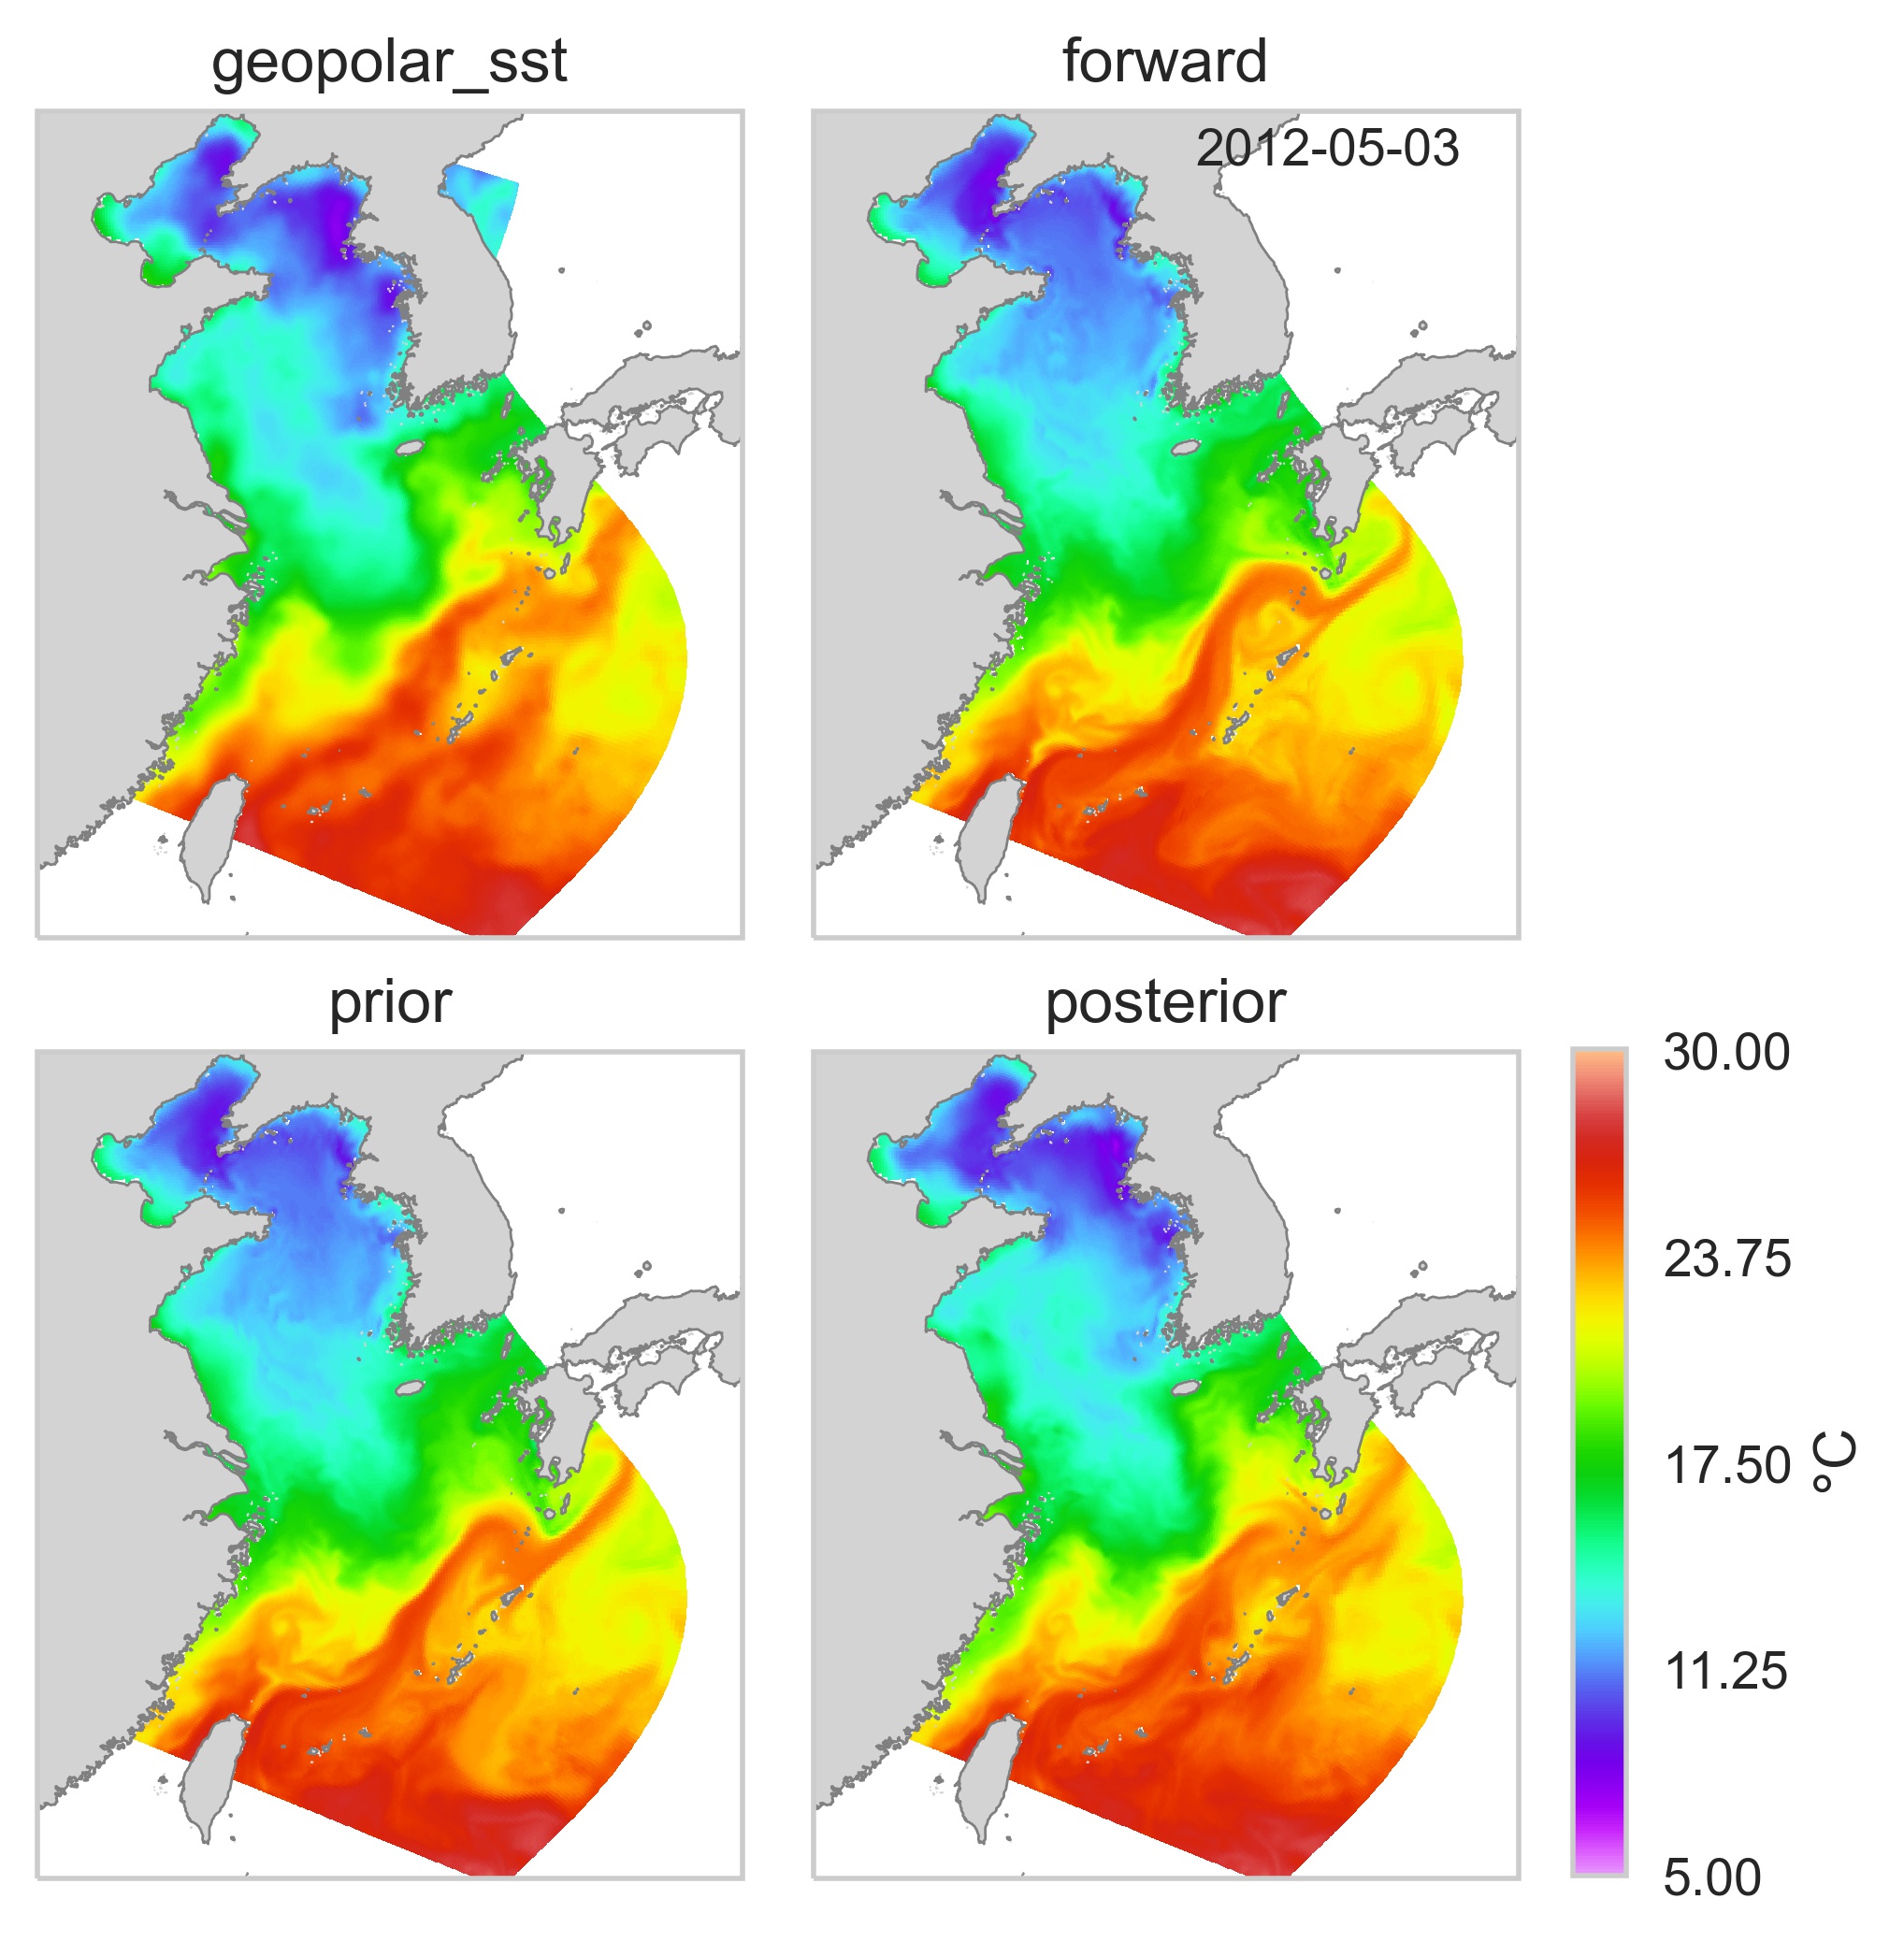 geopolar_sst
forward
2012-05-03
prior
posterior
30.00
23.75
17.50
11.25
5.00
°C